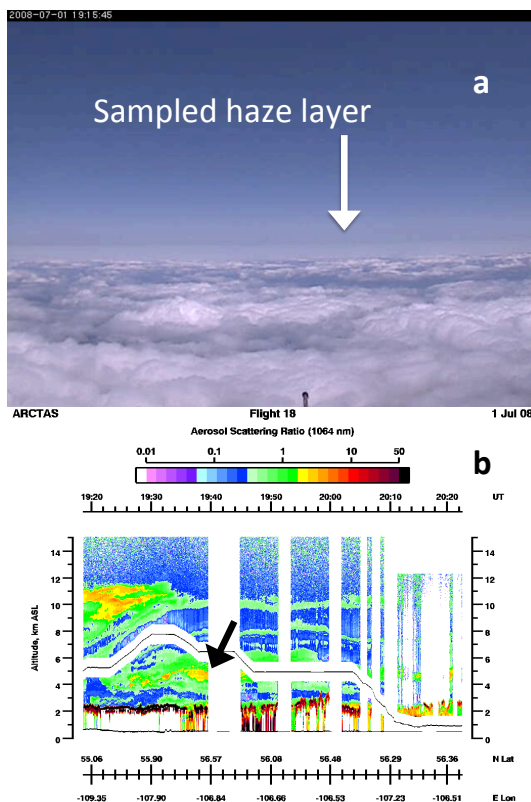 2008-07-01 19:15:45
a
Sampled haze layer
ARCTAS Flight 18 1 Jul 08
Aerosol Scattering Ratio (1064 nm)
b
0.01 0.1 1 10 50
19:20 19:30 19:40 19:50 20:00 20:10 20:20 UT
Altitude, km ASL
14 14
12 12
10 10
8 8
6 6
4 4
2 2
0 0
55.06 55.90 56.57 56.08 56.48 56.29 56.36 N Lat
-109.35 -107.90 -106.84 -106.66 -106.53 -107.23 -106.51 E Lon